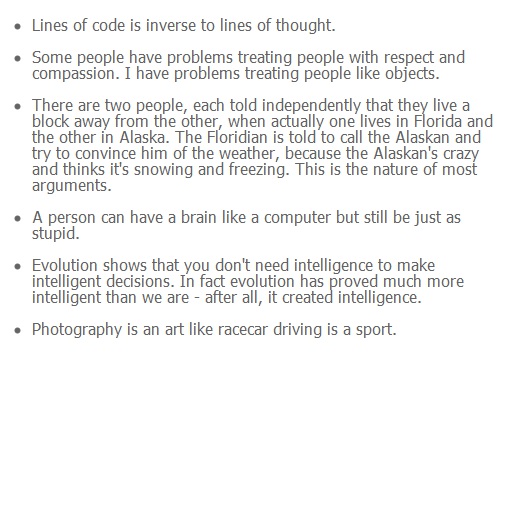 Lines of code is inverse to lines of thought.
Some people have problems treating people with respect and
compassion. I have problems treating people like objects.
There are two people, each told independently that they live a
block away from the other, when actually one lives in Florida and
the other in Alaska. The Floridian is told to call the Alaskan and
try to convince him of the weather, because the Alaskan's crazy
and thinks it's snowing and freezing. This is the nature of most
arguments.
A person can have a brain like a computer but still be just as
stupid.
Evolution shows that you don't need intelligence to make
intelligent decisions. In fact evolution has proved much more
intelligent than we are - after all, it created intelligence.
Photography is an art like racecar driving is a sport.